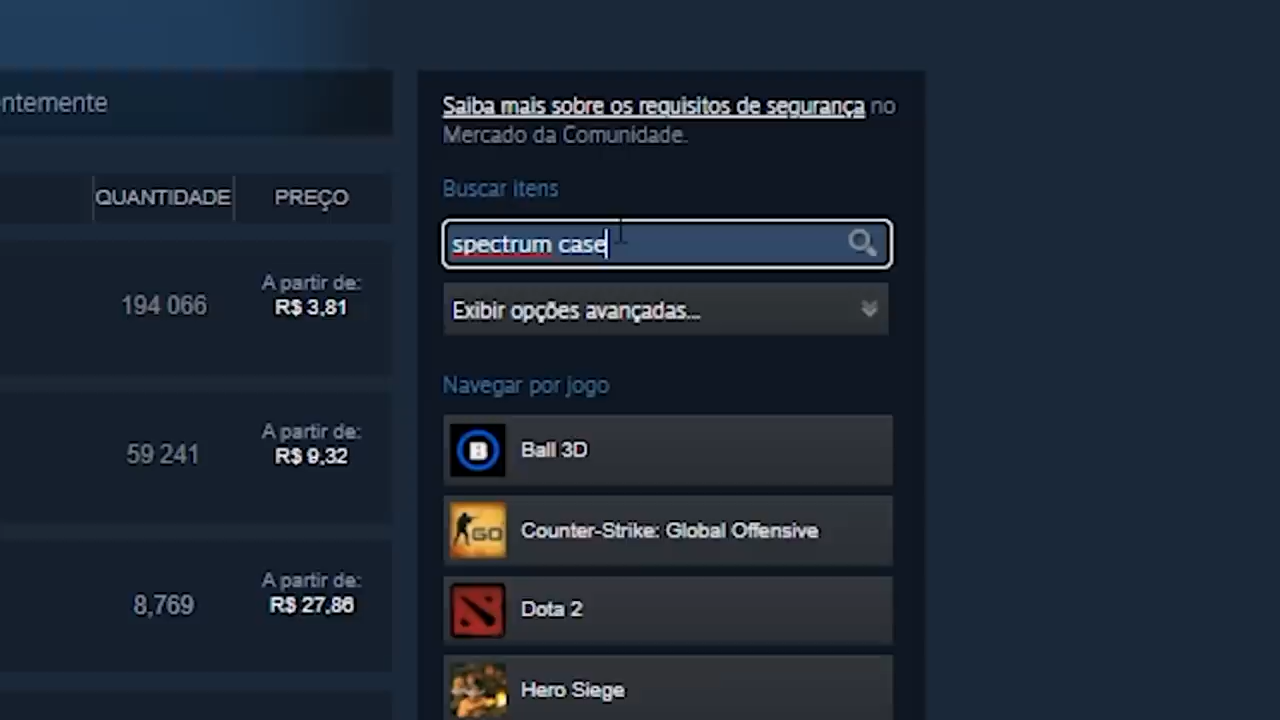 ntemente
QUANTIDADE PREÇO
194 066 A partir de:
R$ 3,81
59 241 A partir de:
R$ 9,32
8,769 A partir de:
R$ 27,86
Saiba mais sobre os requisitos de segurança no
Mercado da Comunidade.
Buscar itens
spectrum case
Exibir opções avançadas...
Navegar por jogo
B Ball 3D
GO Counter-Strike: Global Offensive
Dota 2
Hero Siege